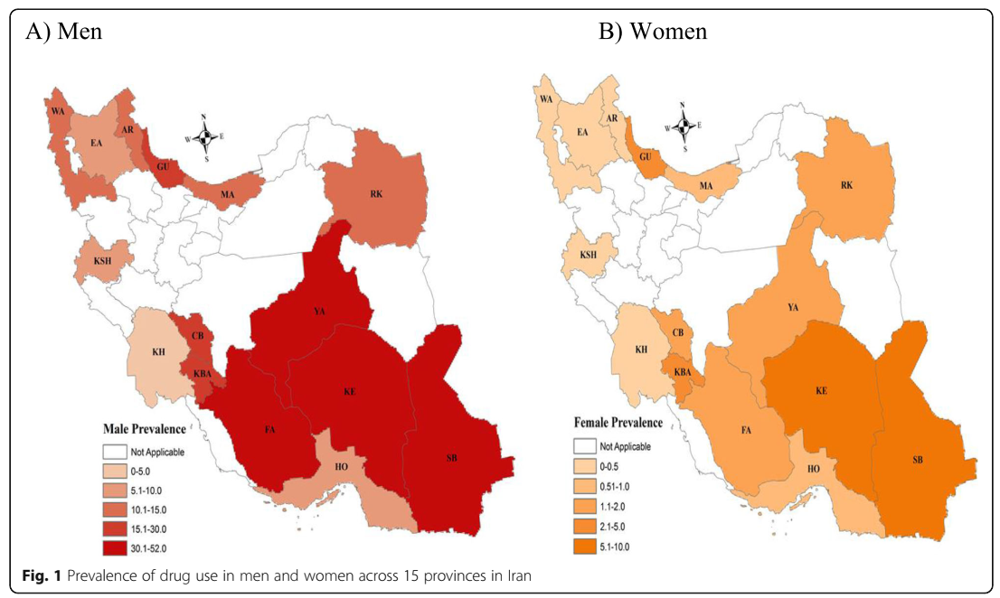 A) Men
B) Women
N
W E
S
WA
EA
AR
GU
MA
RK
KSH
YA
CB
KH
KBA
KE
FA
SB
HO
Male Prevalence
Not Applicable
0-5.0
5.1-10.0
10.1-15.0
15.1-30.0
30.1-52.0
N
W E
S
WA
AR
EA
GU
MA
RK
KSH
YA
CB
KH
KBA
KE
FA
SB
HO
Female Prevalence
Not Applicable
0-0.5
0.51-1.0
1.1-2.0
2.1-5.0
5.1-10.0
Fig. 1 Prevalence of drug use in men and women across 15 provinces in Iran